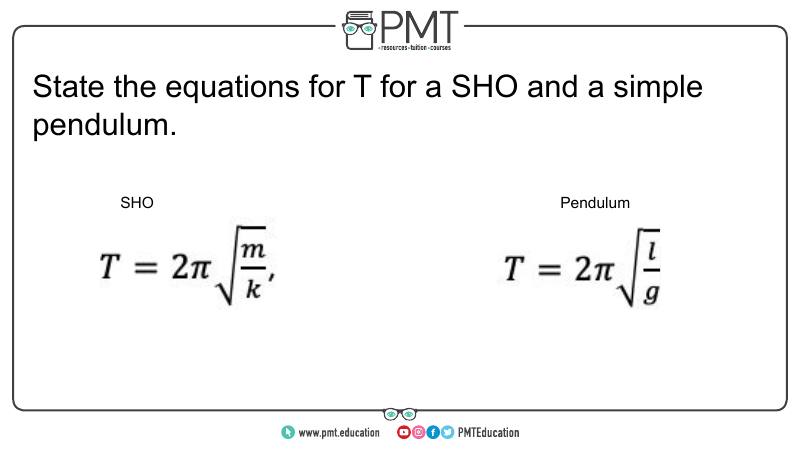 PMT
resources • tuition • courses
State the equations for T for a SHO and a simple
pendulum.
SHO
Pendulum
T = 2π √(m/k),
T = 2π √(l/g)
www.pmt.education
PMTEducation